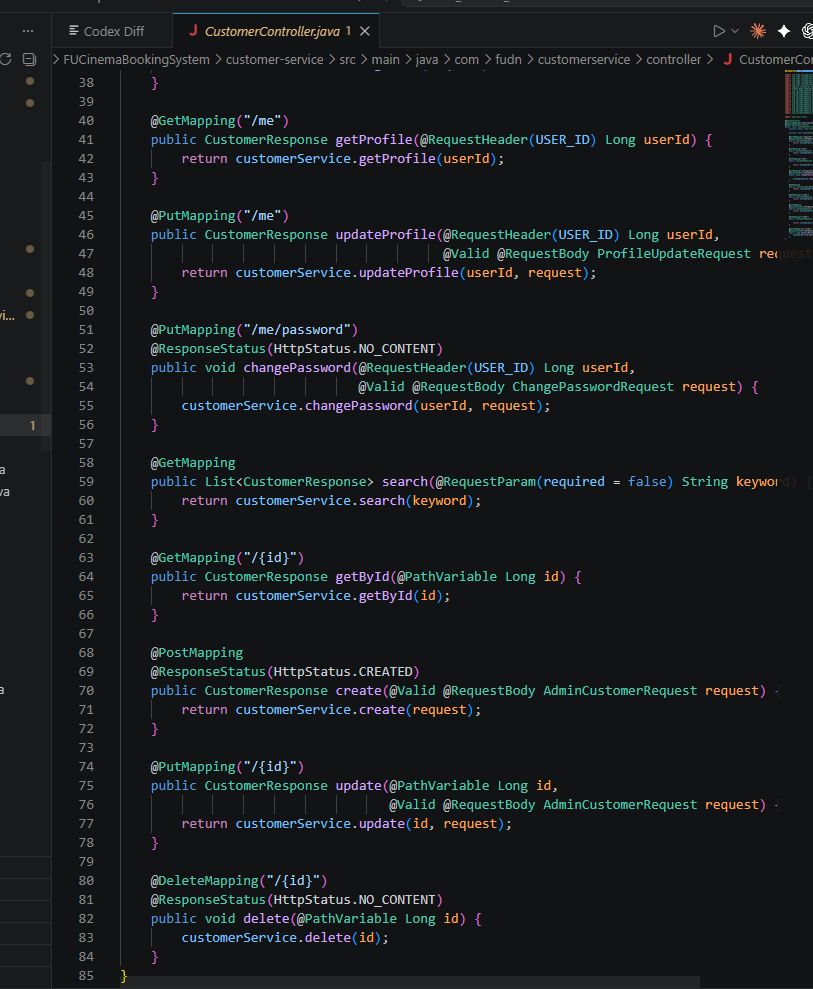 Codex Diff
J CustomerController.java 1
FUCinemaBookingSystem > customer-service > src > main > java > com > fudn > customerservice > controller > J CustomerCon
38 }
39
40 @GetMapping("/me")
41 public CustomerResponse getProfile(@RequestHeader(USER_ID) Long userId) {
42 return customerService.getProfile(userId);
43 }
44
45 @PutMapping("/me")
46 public CustomerResponse updateProfile(@RequestHeader(USER_ID) Long userId,
47 @Valid @RequestBody ProfileUpdateRequest request
48 return customerService.updateProfile(userId, request);
49 }
50
51 @PutMapping("/me/password")
52 @ResponseStatus(HttpStatus.NO_CONTENT)
53 public void changePassword(@RequestHeader(USER_ID) Long userId,
54 @Valid @RequestBody ChangePasswordRequest request) {
55 customerService.changePassword(userId, request);
56 }
57
58 @GetMapping
59 public List<CustomerResponse> search(@RequestParam(required = false) String keyword) {
60 return customerService.search(keyword);
61 }
62
63 @GetMapping("/{id}")
64 public CustomerResponse getById(@PathVariable Long id) {
65 return customerService.getById(id);
66 }
67
68 @PostMapping
69 @ResponseStatus(HttpStatus.CREATED)
70 public CustomerResponse create(@Valid @RequestBody AdminCustomerRequest request) {
71 return customerService.create(request);
72 }
73
74 @PutMapping("/{id}")
75 public CustomerResponse update(@PathVariable Long id,
76 @Valid @RequestBody AdminCustomerRequest request) {
77 return customerService.update(id, request);
78 }
79
80 @DeleteMapping("/{id}")
81 @ResponseStatus(HttpStatus.NO_CONTENT)
82 public void delete(@PathVariable Long id) {
83 customerService.delete(id);
84 }
85 }
vi...
1
a
va
a